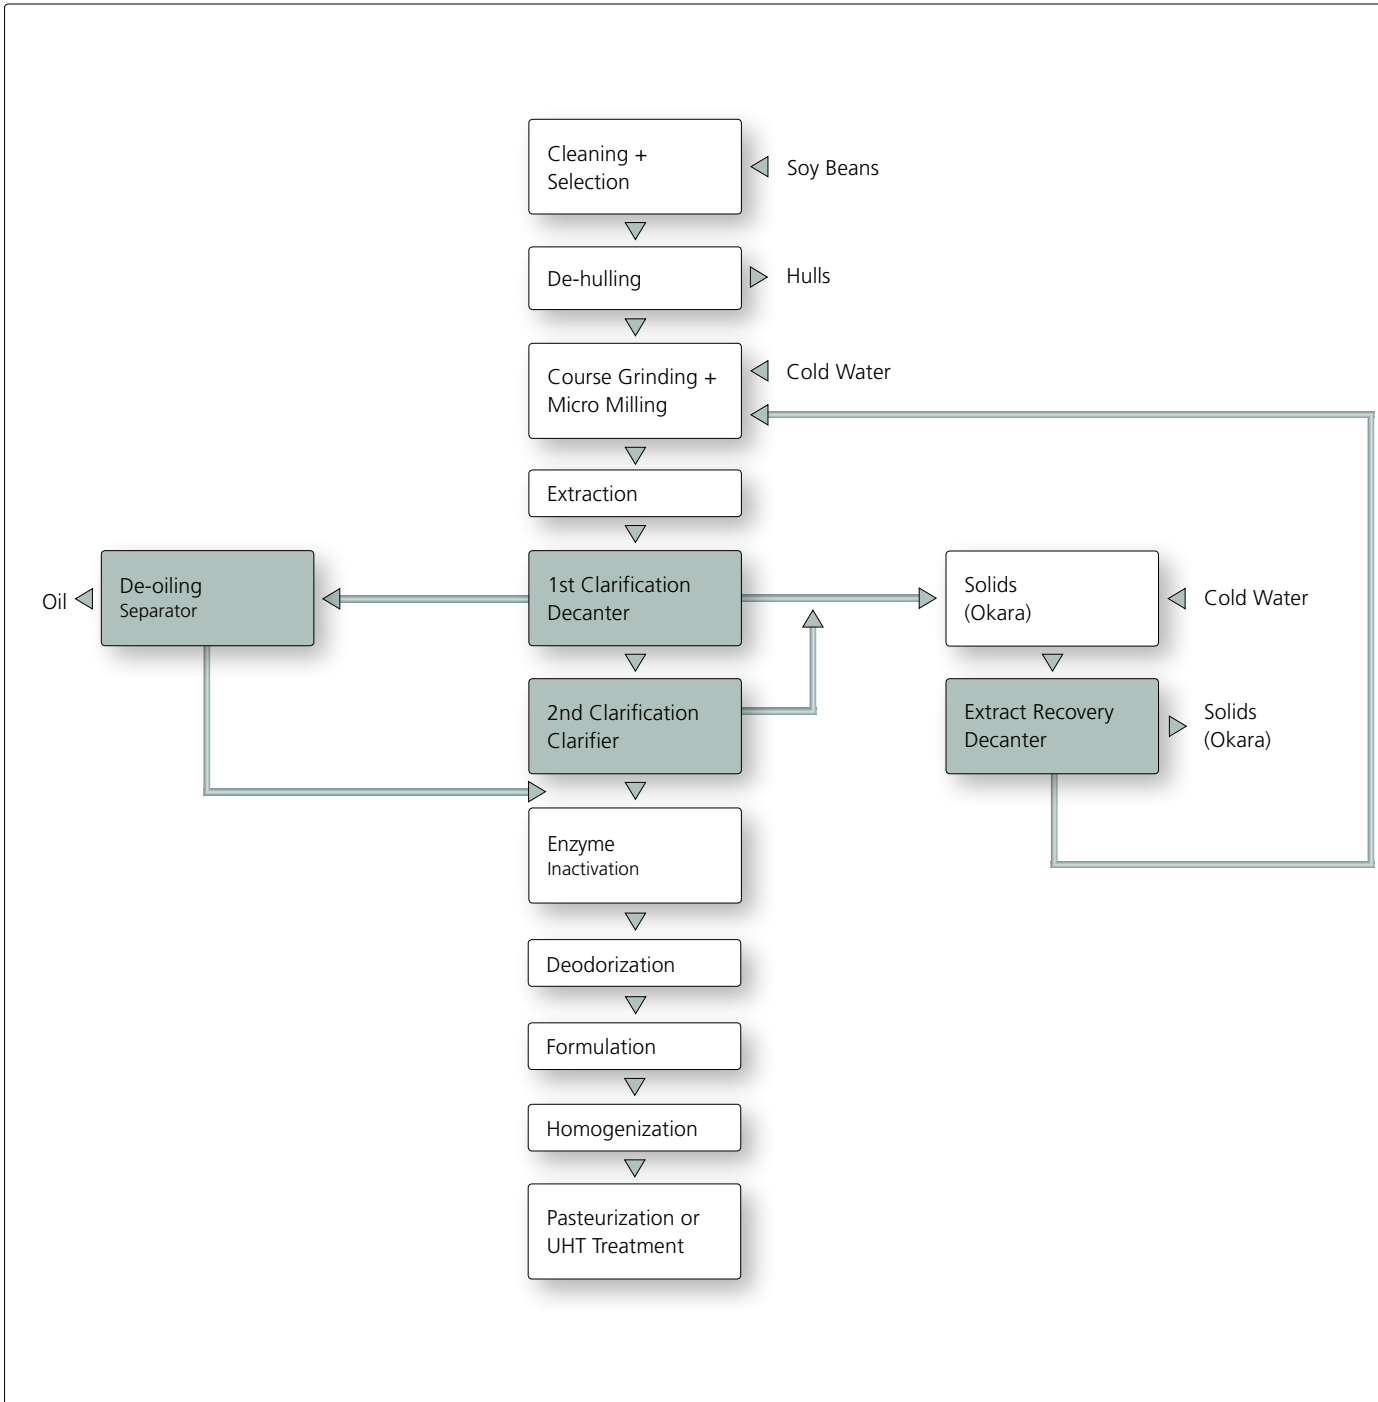 Cleaning +
Selection
Soy Beans
De-hulling
Hulls
Course Grinding +
Micro Milling
Cold Water
Extraction
Oil
De-oiling
Separator
1st Clarification
Decanter
Solids
(Okara)
Cold Water
2nd Clarification
Clarifier
Extract Recovery
Decanter
Solids
(Okara)
Enzyme
Inactivation
Deodorization
Formulation
Homogenization
Pasteurization or
UHT Treatment